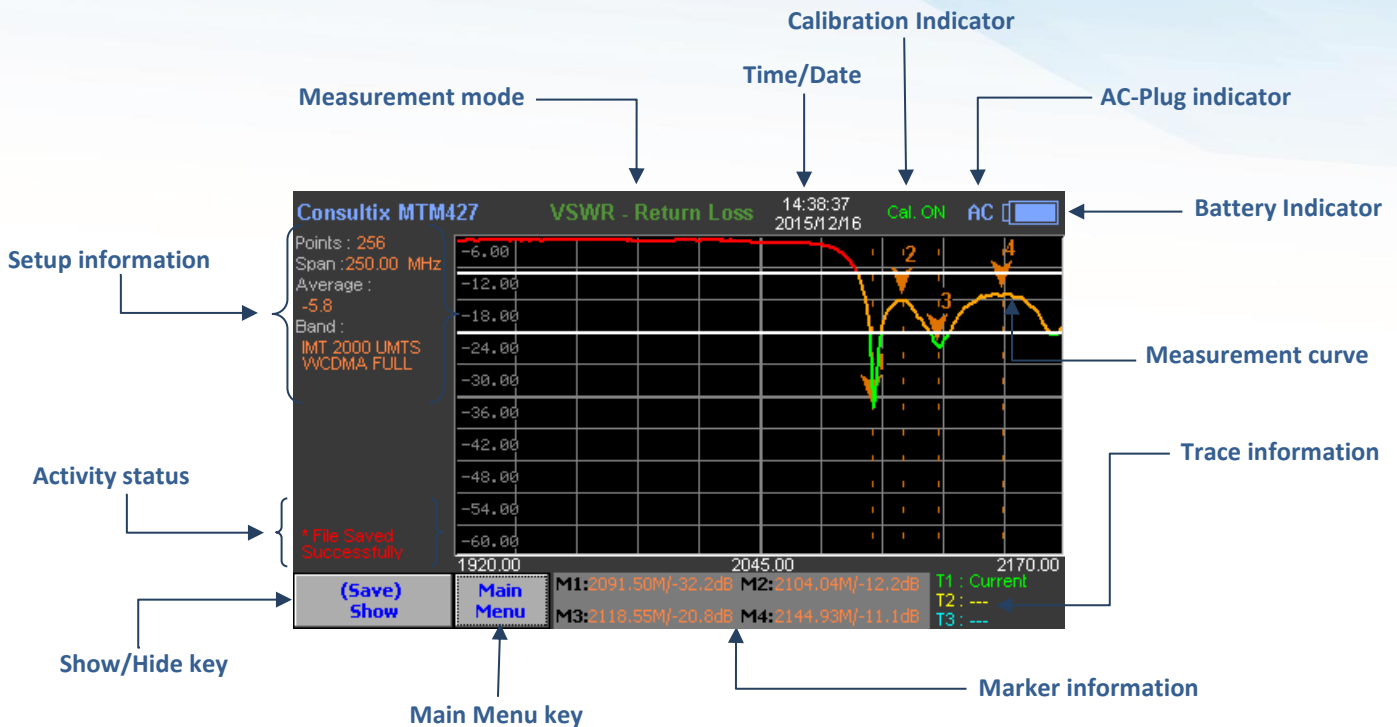 Calibration Indicator
Time/Date
Measurement mode
AC-Plug indicator
Consultix MTM427
VSWR - Return Loss
14:38:37
2015/12/16
Cal. ON
AC
Battery Indicator
Setup information
Points : 256
Span :250.00 MHz
Average :
-5.8
Band :
IMT 2000 UMTS
WCDMA FULL
-6.00
-12.00
-18.00
-24.00
-30.00
-36.00
-42.00
-48.00
-54.00
-60.00
2
4
3
1
Measurement curve
Trace information
Activity status
* File Saved
Successfully
1920.00 2045.00 2170.00
(Save)
Show
Main
Menu
M1:2091.50M/-32.2dB M2:2104.04M/-12.2dB
M3:2118.55M/-20.8dB M4:2144.93M/-11.1dB
T1 : Current
T2 : ---
T3 : ---
Show/Hide key
Main Menu key
Marker information